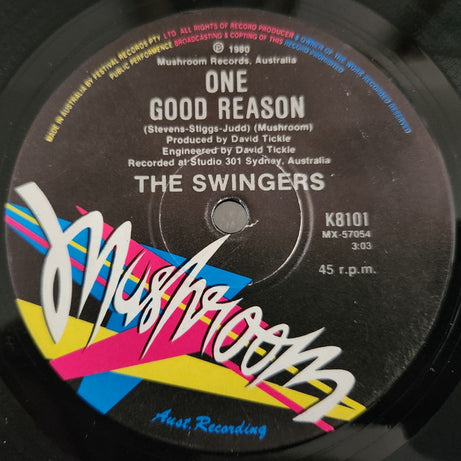 MADE IN AUSTRALIA BY FESTIVAL RECORDS PTY. LTD. ALL RIGHTS OF RECORD PRODUCER & OWNER OF THE WORK RECORDED RESERVED
PUBLIC PERFORMANCE BROADCASTING & COPYING OF THIS RECORD PROHIBITED
℗ 1980
Mushroom Records, Australia
ONE
GOOD REASON
(Stevens-Stiggs-Judd) (Mushroom)
Produced by David Tickle
Engineered by David Tickle
Recorded at Studio 301 Sydney, Australia
THE SWINGERS
K8101
MX-57054
3:03
45 r.p.m.
Mushroom
Aust. Recording